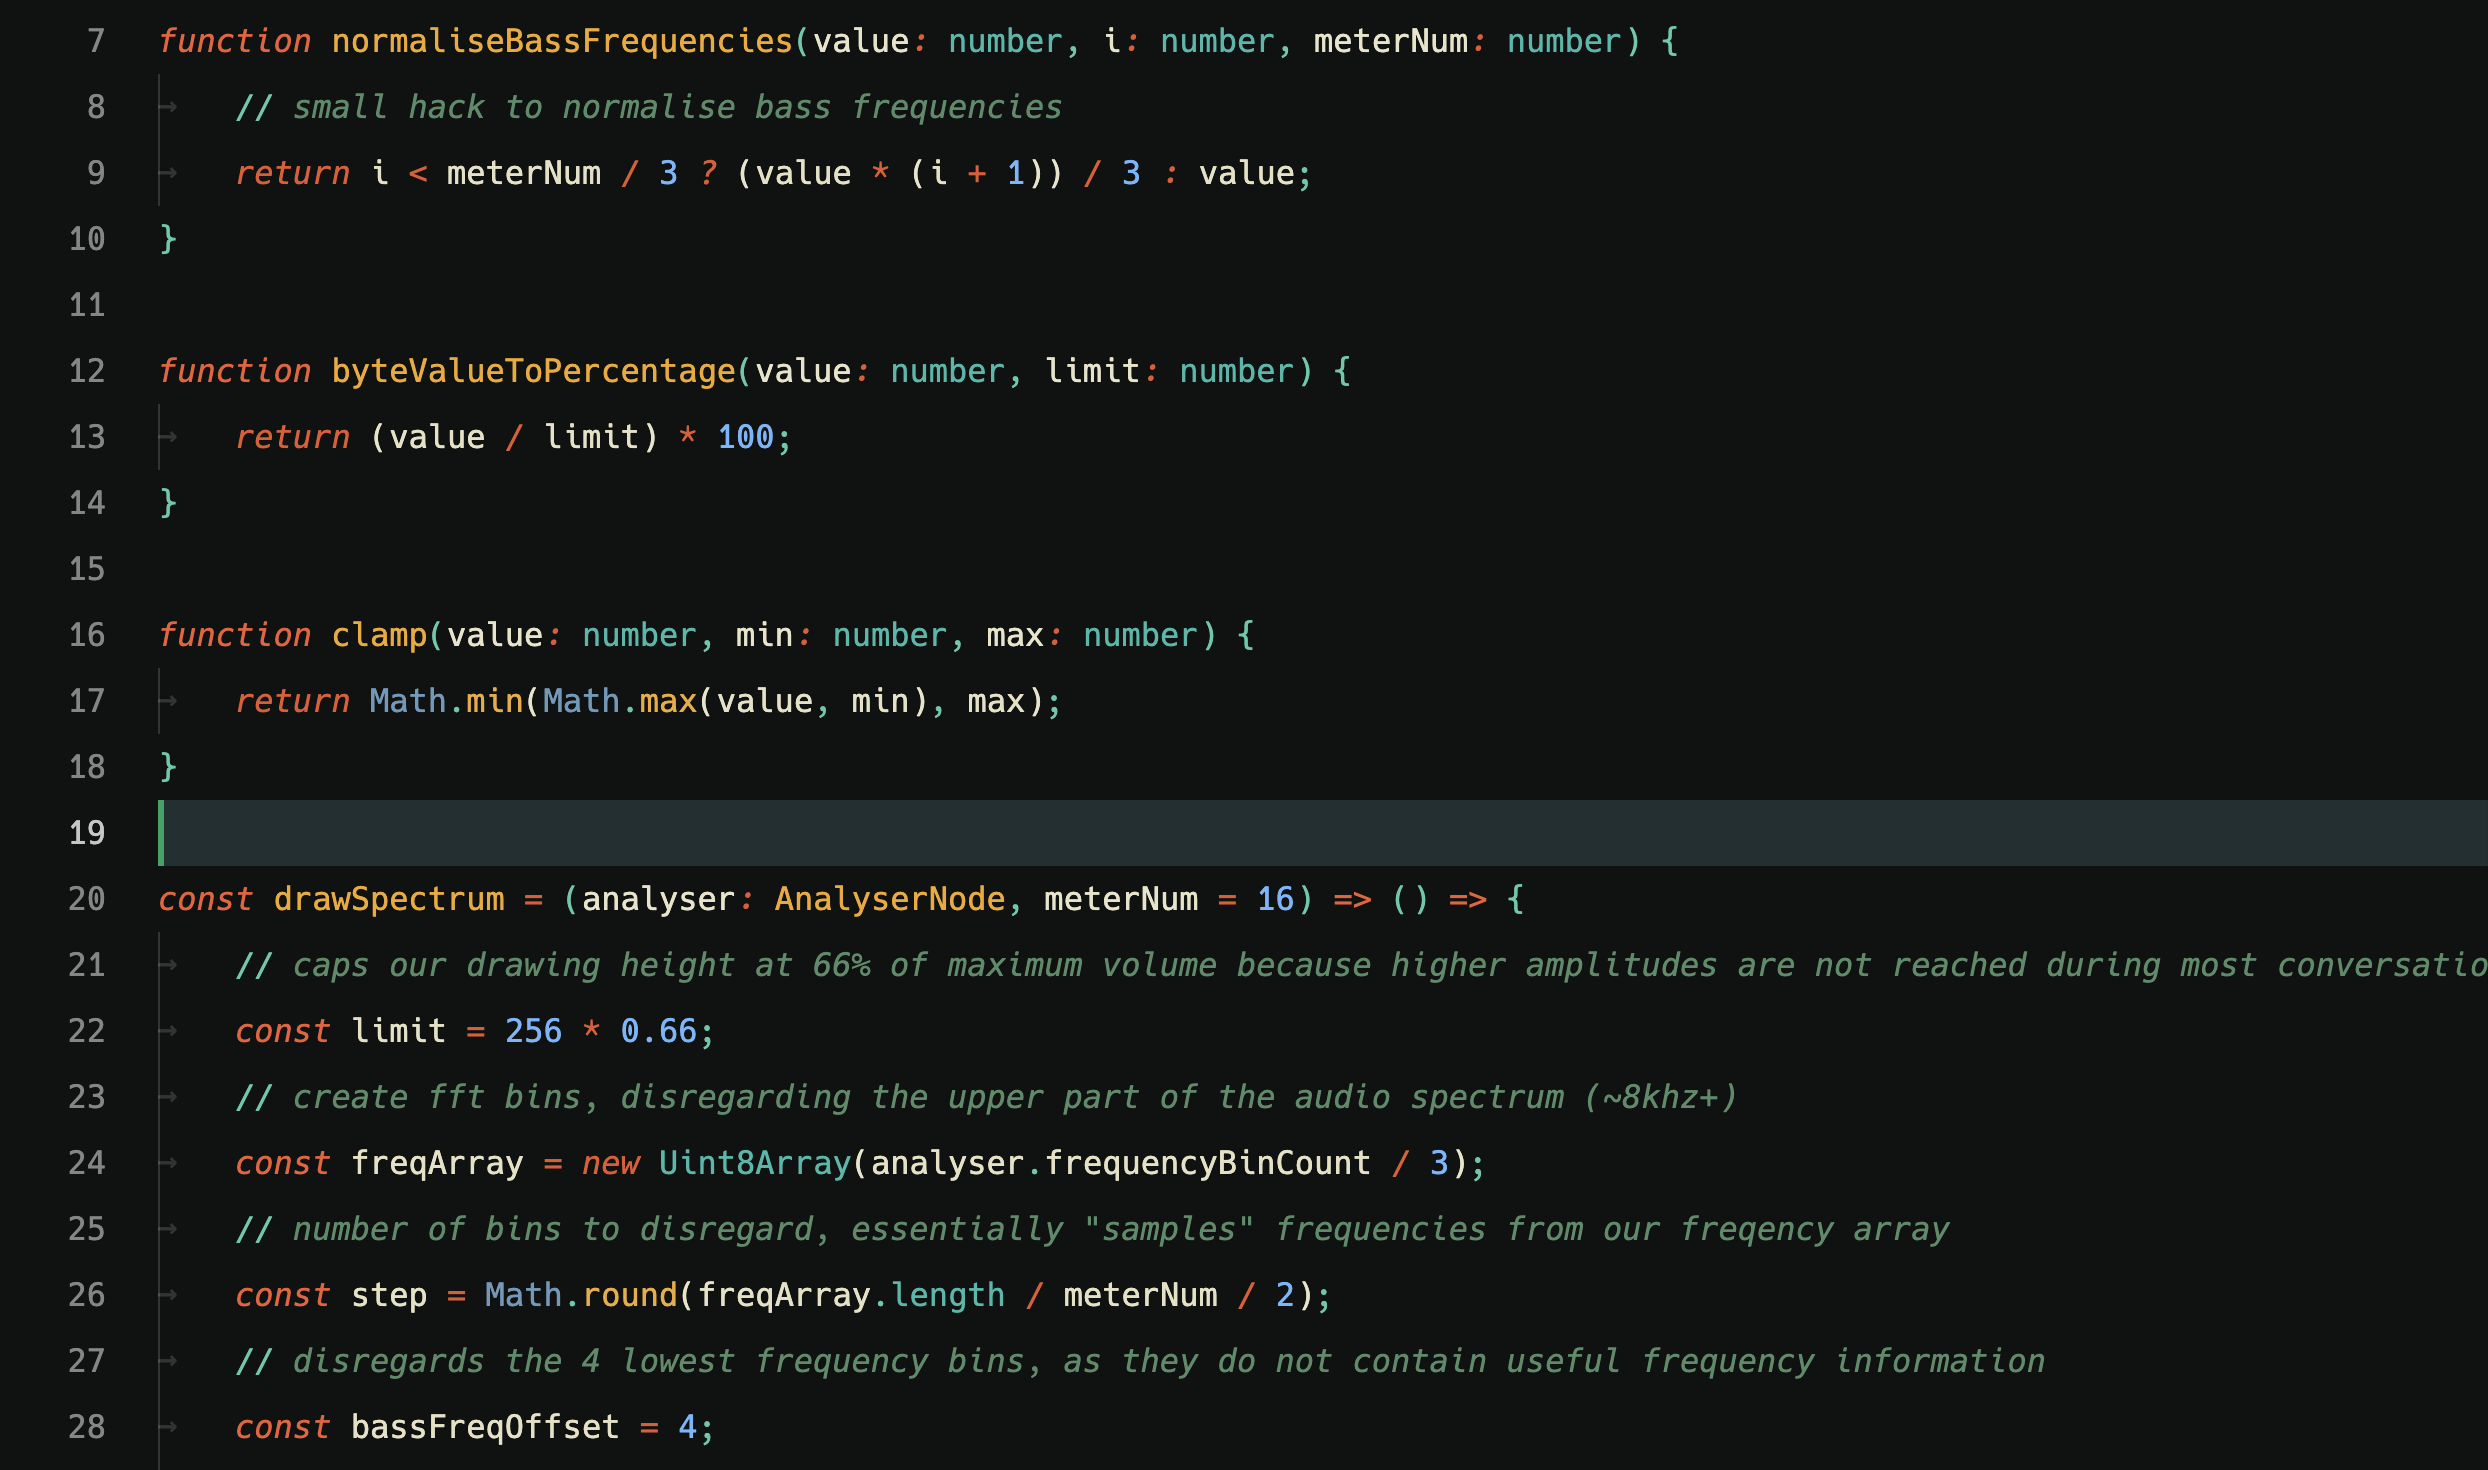 7 function normaliseBassFrequencies(value: number, i: number, meterNum: number) {
8 // small hack to normalise bass frequencies
9 return i < meterNum / 3 ? (value * (i + 1)) / 3 : value;
10 }
11
12 function byteValueToPercentage(value: number, limit: number) {
13 return (value / limit) * 100;
14 }
15
16 function clamp(value: number, min: number, max: number) {
17 return Math.min(Math.max(value, min), max);
18 }
19
20 const drawSpectrum = (analyser: AnalyserNode, meterNum = 16) => () => {
21 // caps our drawing height at 66% of maximum volume because higher amplitudes are not reached during most conversatio
22 const limit = 256 * 0.66;
23 // create fft bins, disregarding the upper part of the audio spectrum (~8khz+)
24 const freqArray = new Uint8Array(analyser.frequencyBinCount / 3);
25 // number of bins to disregard, essentially "samples" frequencies from our freqency array
26 const step = Math.round(freqArray.length / meterNum / 2);
27 // disregards the 4 lowest frequency bins, as they do not contain useful frequency information
28 const bassFreqOffset = 4;